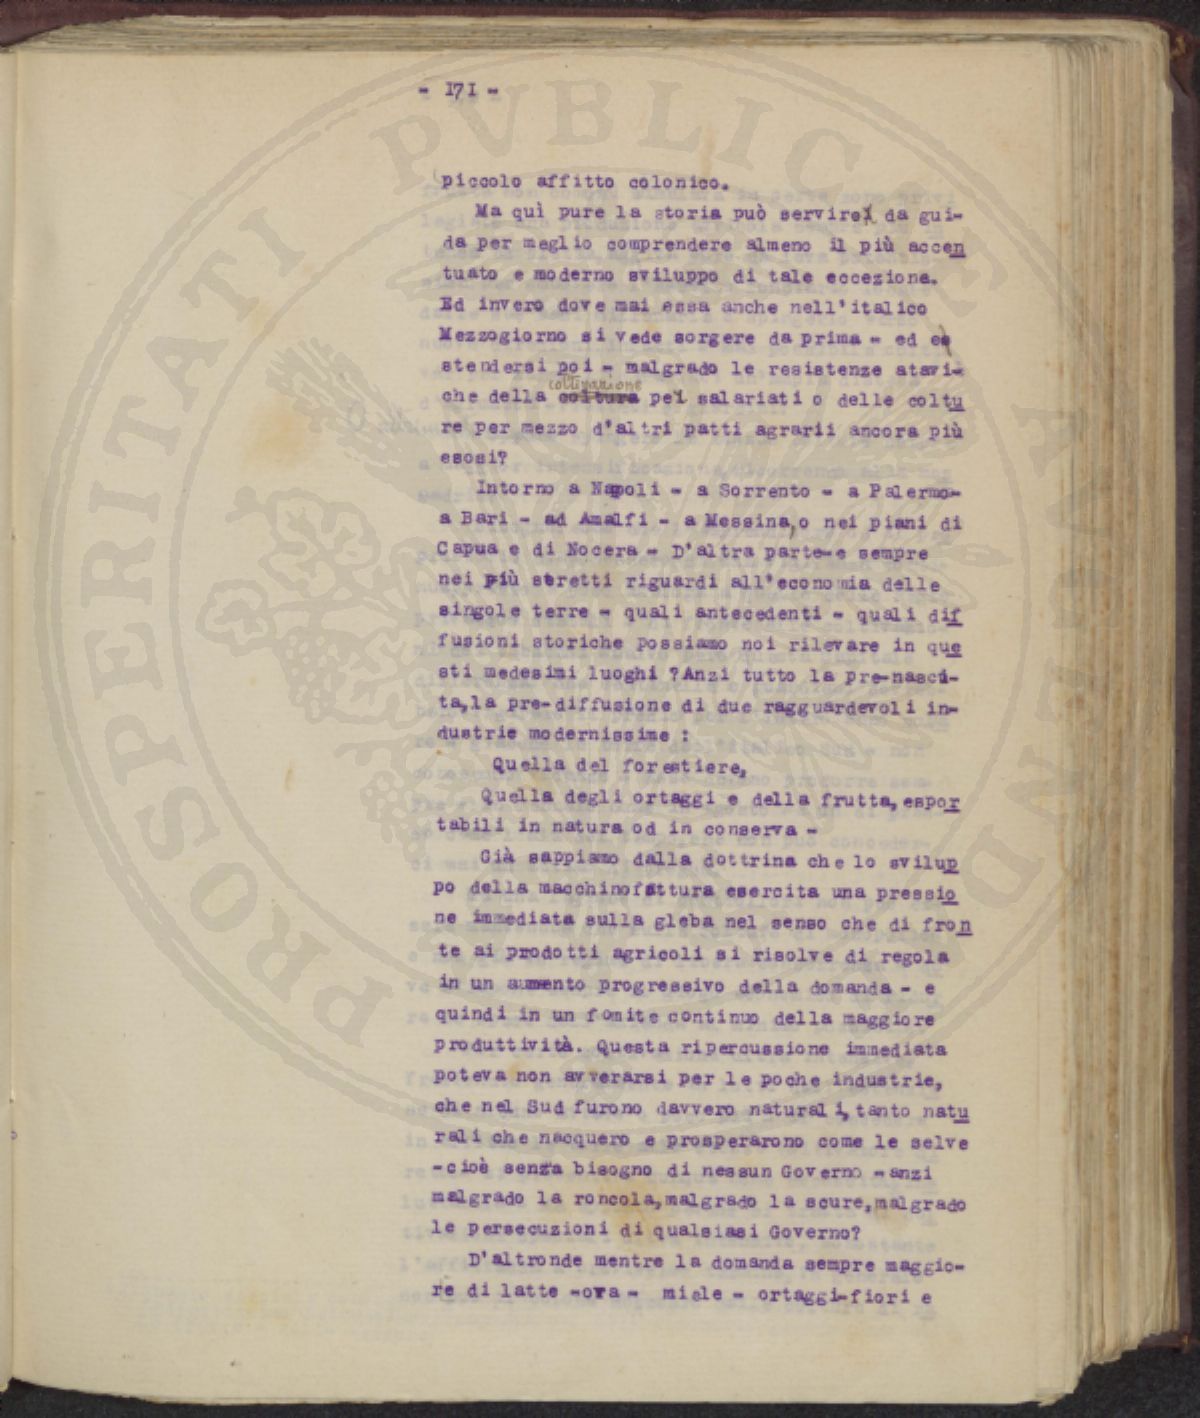 - 171 -
piccolo affitto colonico.
Ma quì pure la storia può servire da gui-
da per meglio comprendere almeno il più accen
tuato e moderno sviluppo di tale eccezione.
Ed invero dove mai essa anche nell'italico
Mezzogiorno si vede sorgere da prima - ed e
stendersi poi - malgrado le resistenze atavi-
coltivazione
che della coltura pei salariati o delle coltu
re per mezzo d'altri patti agrarii ancora più
esosi?
Intorno a Napoli - a Sorrento - a Palermo-
a Bari - ad Amalfi - a Messina, o nei piani di
Capua e di Nocera - D'altra parte-e sempre
nei più stretti riguardi all'economia delle
singole terre - quali antecedenti - quali dif
fusioni storiche possiamo noi rilevare in que
sti medesimi luoghi ? Anzi tutto la pre-nasci-
ta, la pre-diffusione di due ragguardevoli in-
dustrie modernissime :
Quella del forestiere,
Quella degli ortaggi e della frutta, espor
tabili in natura od in conserva -
Già sappiamo dalla dottrina che lo svilup
po della macchinofattura esercita una pressio
ne immediata sulla gleba nel senso che di fron
te ai prodotti agricoli si risolve di regola
in un aumento progressivo della domanda - e
quindi in un fomite continuo della maggiore
produttività. Questa ripercussione immediata
poteva non avverarsi per le poche industrie,
che nel Sud furono davvero naturali, tanto natu
rali che nacquero e prosperarono come le selve
-cioè senza bisogno di nessun Governo -anzi
malgrado la roncola, malgrado la scure, malgrado
le persecuzioni di qualsiasi Governo?
D'altronde mentre la domanda sempre maggio-
re di latte -ova - miele - ortaggi-fiori e
PROSPERITATI PVBLICAE AVGENDAE